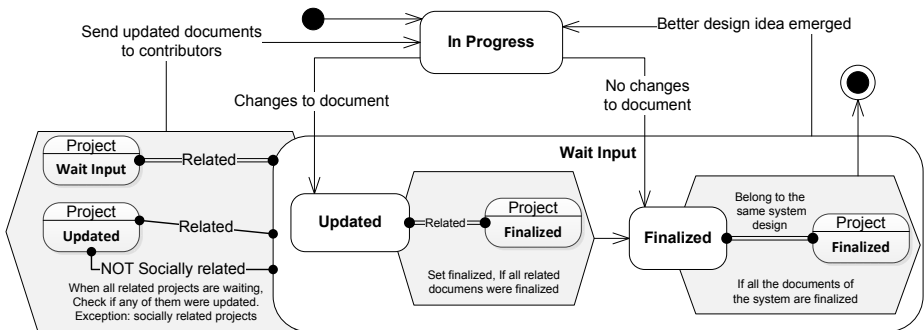 Send updated documents
to contributors
In Progress
Better design idea emerged
Changes to document
No changes
to document
Project
Wait Input
Related
Wait Input
Project
Updated
Related
NOT Socially related
When all related projects are waiting,
Check if any of them were updated.
Exception: socially related projects
Updated
Related
Project
Finalized
Set finalized, If all related
documens were finalized
Finalized
Belong to the
same system
design
Project
Finalized
If all the documents of
the system are finalized